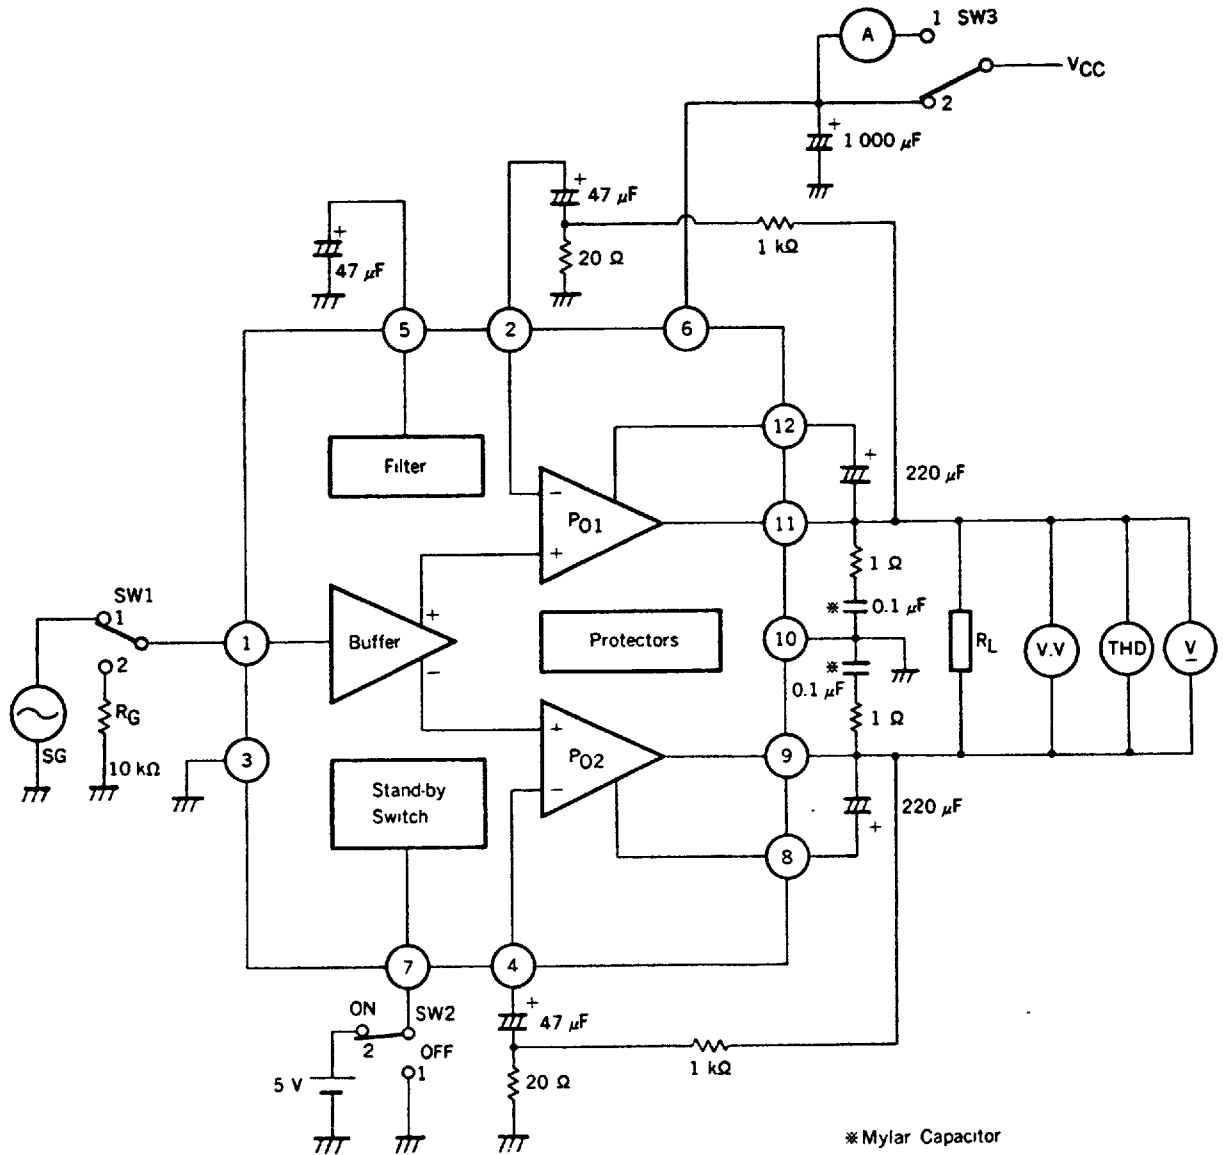 1 SW3
A
VCC
2
+
1 000 μF
+
47 μF
+
47 μF
20 Ω
1 kΩ
5
2
6
12
+
220 μF
Filter
−
PO1
+
11
1 Ω
SW1
1
※ 0.1 μF
1
Buffer
+
−
Protectors
10
RL
V.V
THD
V
2
※
0.1 μF
RG
1 Ω
SG
10 kΩ
3
+
PO2
−
9
Stand-by
Switch
220 μF
+
8
7
4
ON
SW2
+
47 μF
2
OFF
1
1 kΩ
5 V
20 Ω
※Mylar Capacitor